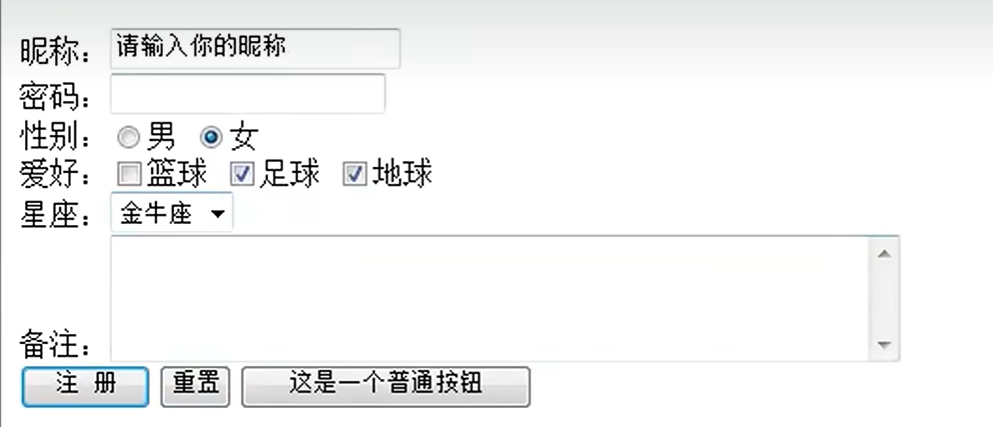 昵称：请输入你的昵称
密码：
性别：男 女
爱好：篮球 足球 地球
星座：金牛座
备注：
注 册 重置 这是一个普通按钮